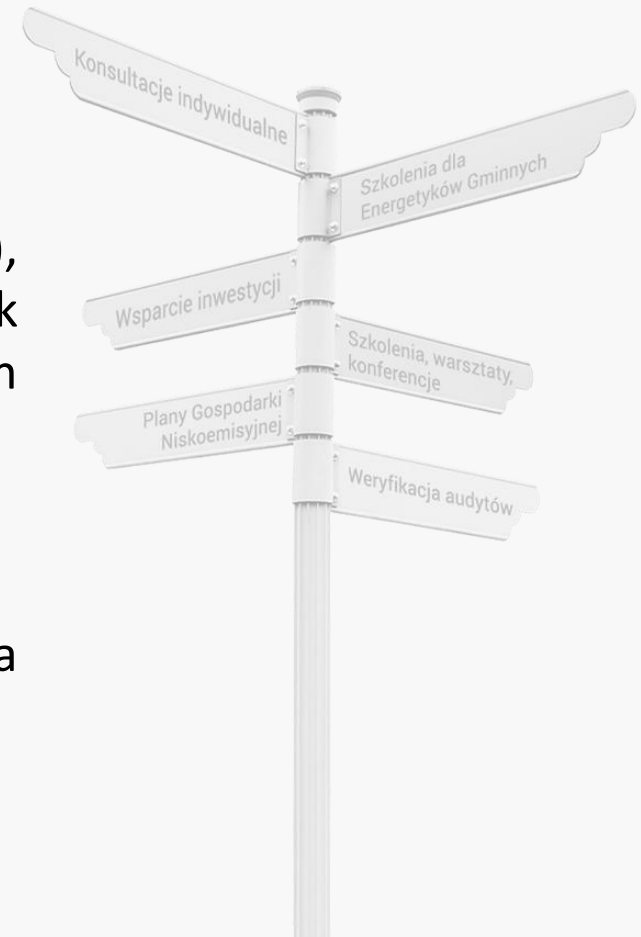 Konsultacje indywidualne
Szkolenia dla
Energetyków Gminnych
),
Wsparcie inwestycji
k
Szkolenia, warsztaty,
konferencje
n
Plany Gospodarki
Niskoemisyjnej
Weryfikacja audytów
a